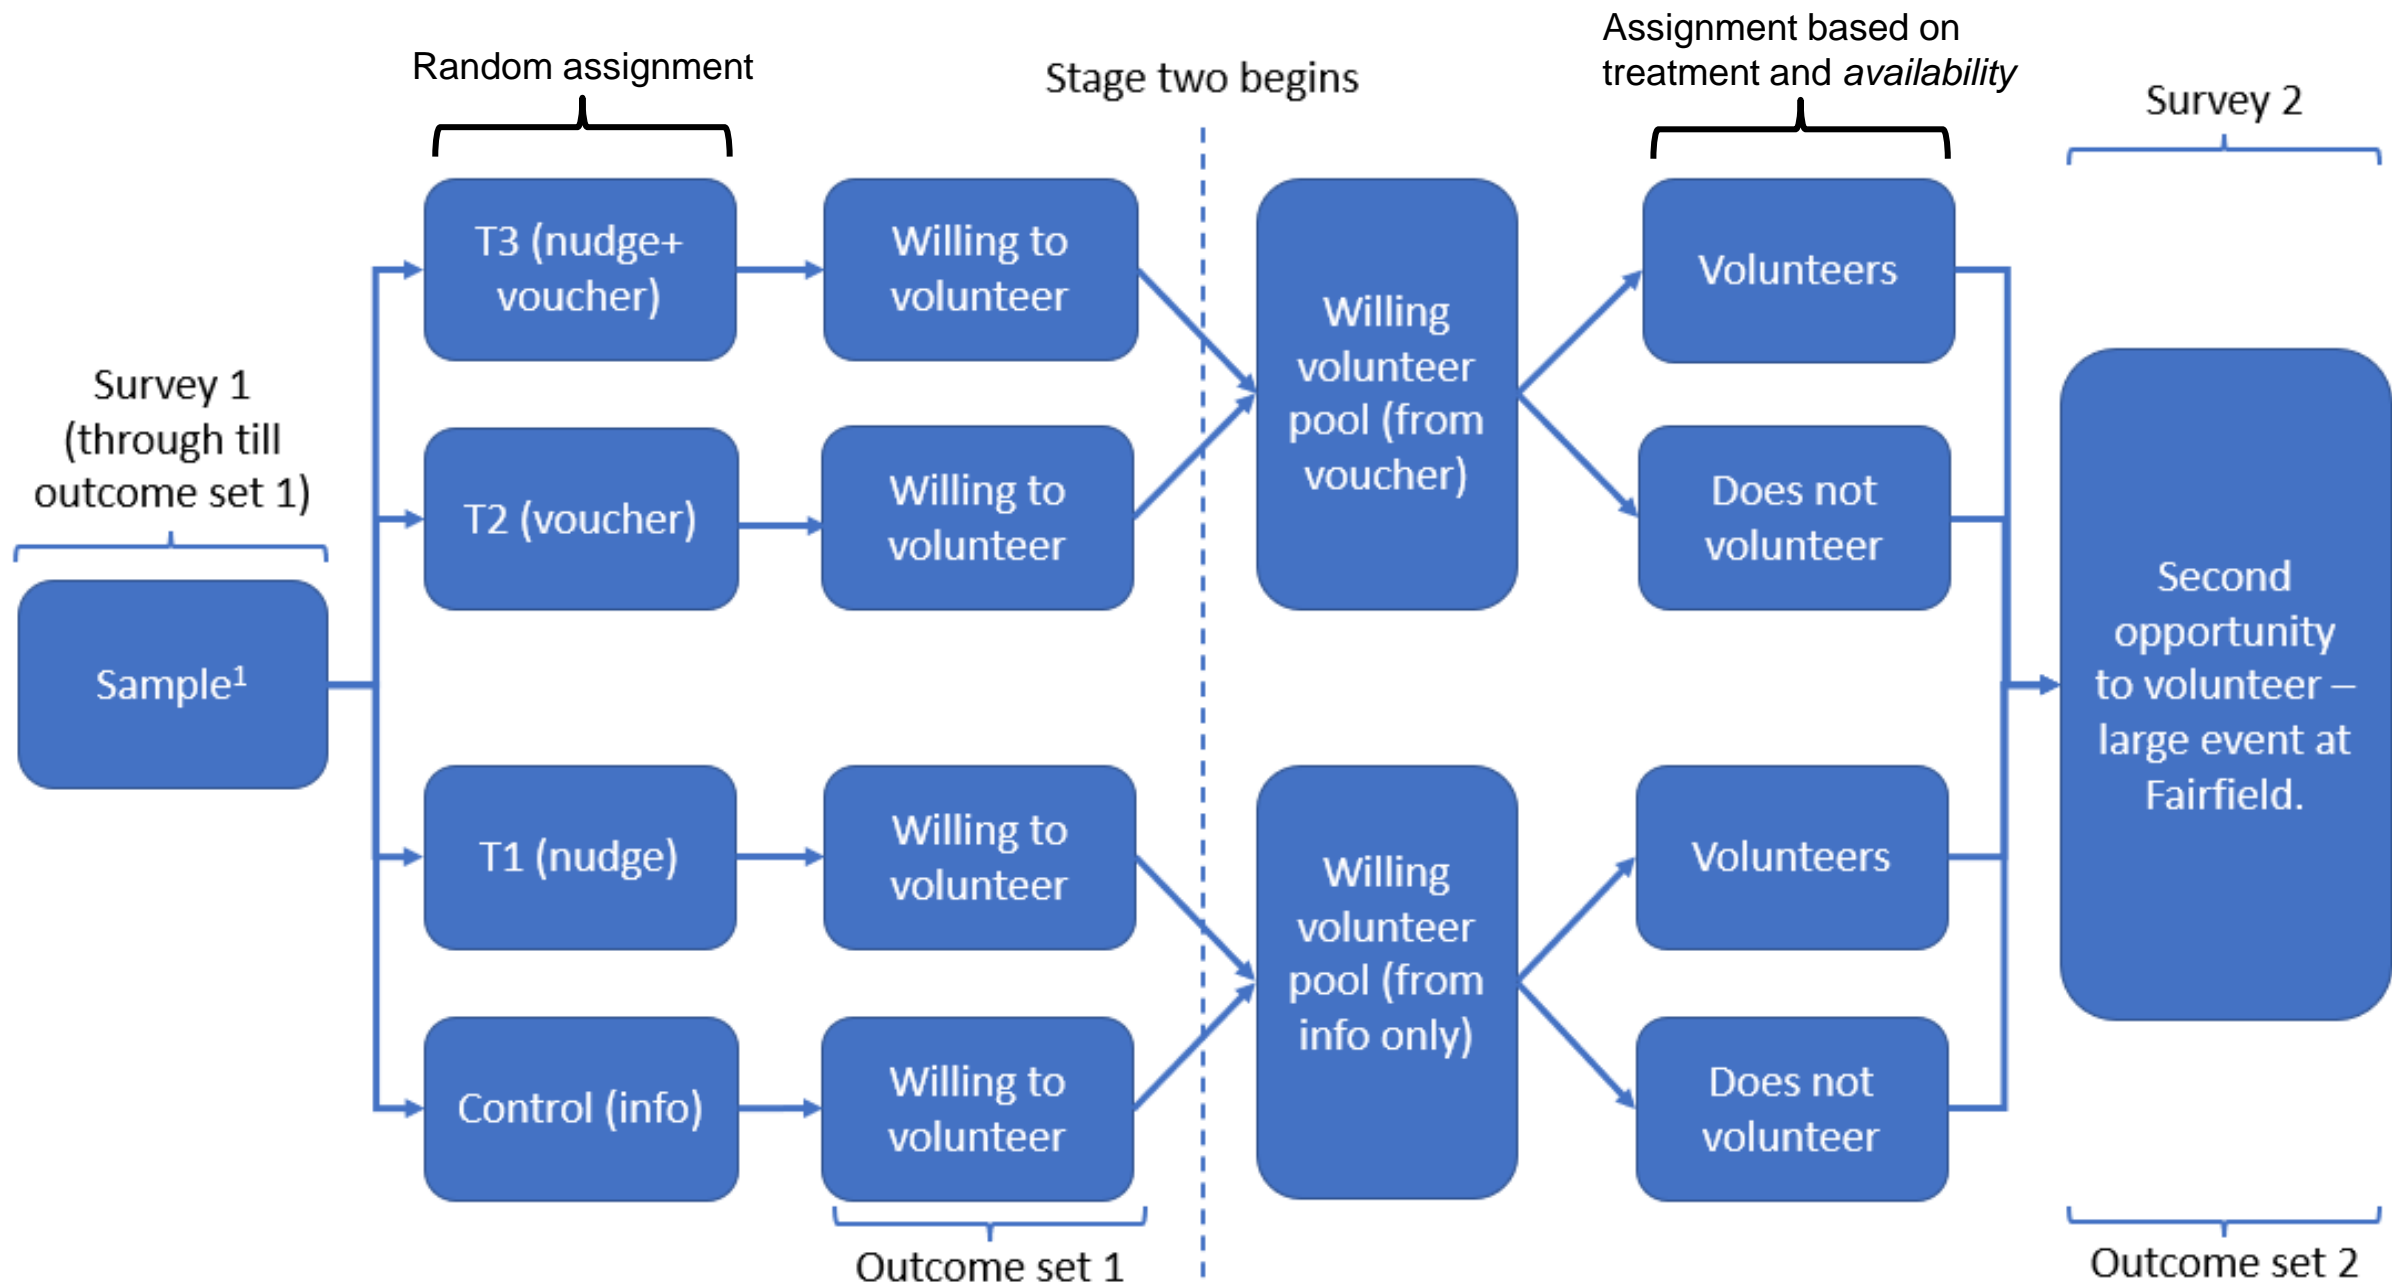 Random assignment
Stage two begins
Assignment based on
treatment and availability
Survey 2
Survey 1
(through till
outcome set 1)
Sample¹
T3 (nudge+
voucher)
T2 (voucher)
T1 (nudge)
Control (info)
Willing to
volunteer
Willing to
volunteer
Willing to
volunteer
Willing to
volunteer
Outcome set 1
Willing
volunteer
pool (from
voucher)
Willing
volunteer
pool (from
info only)
Volunteers
Does not
volunteer
Volunteers
Does not
volunteer
Second
opportunity
to volunteer –
large event at
Fairfield.
Outcome set 2